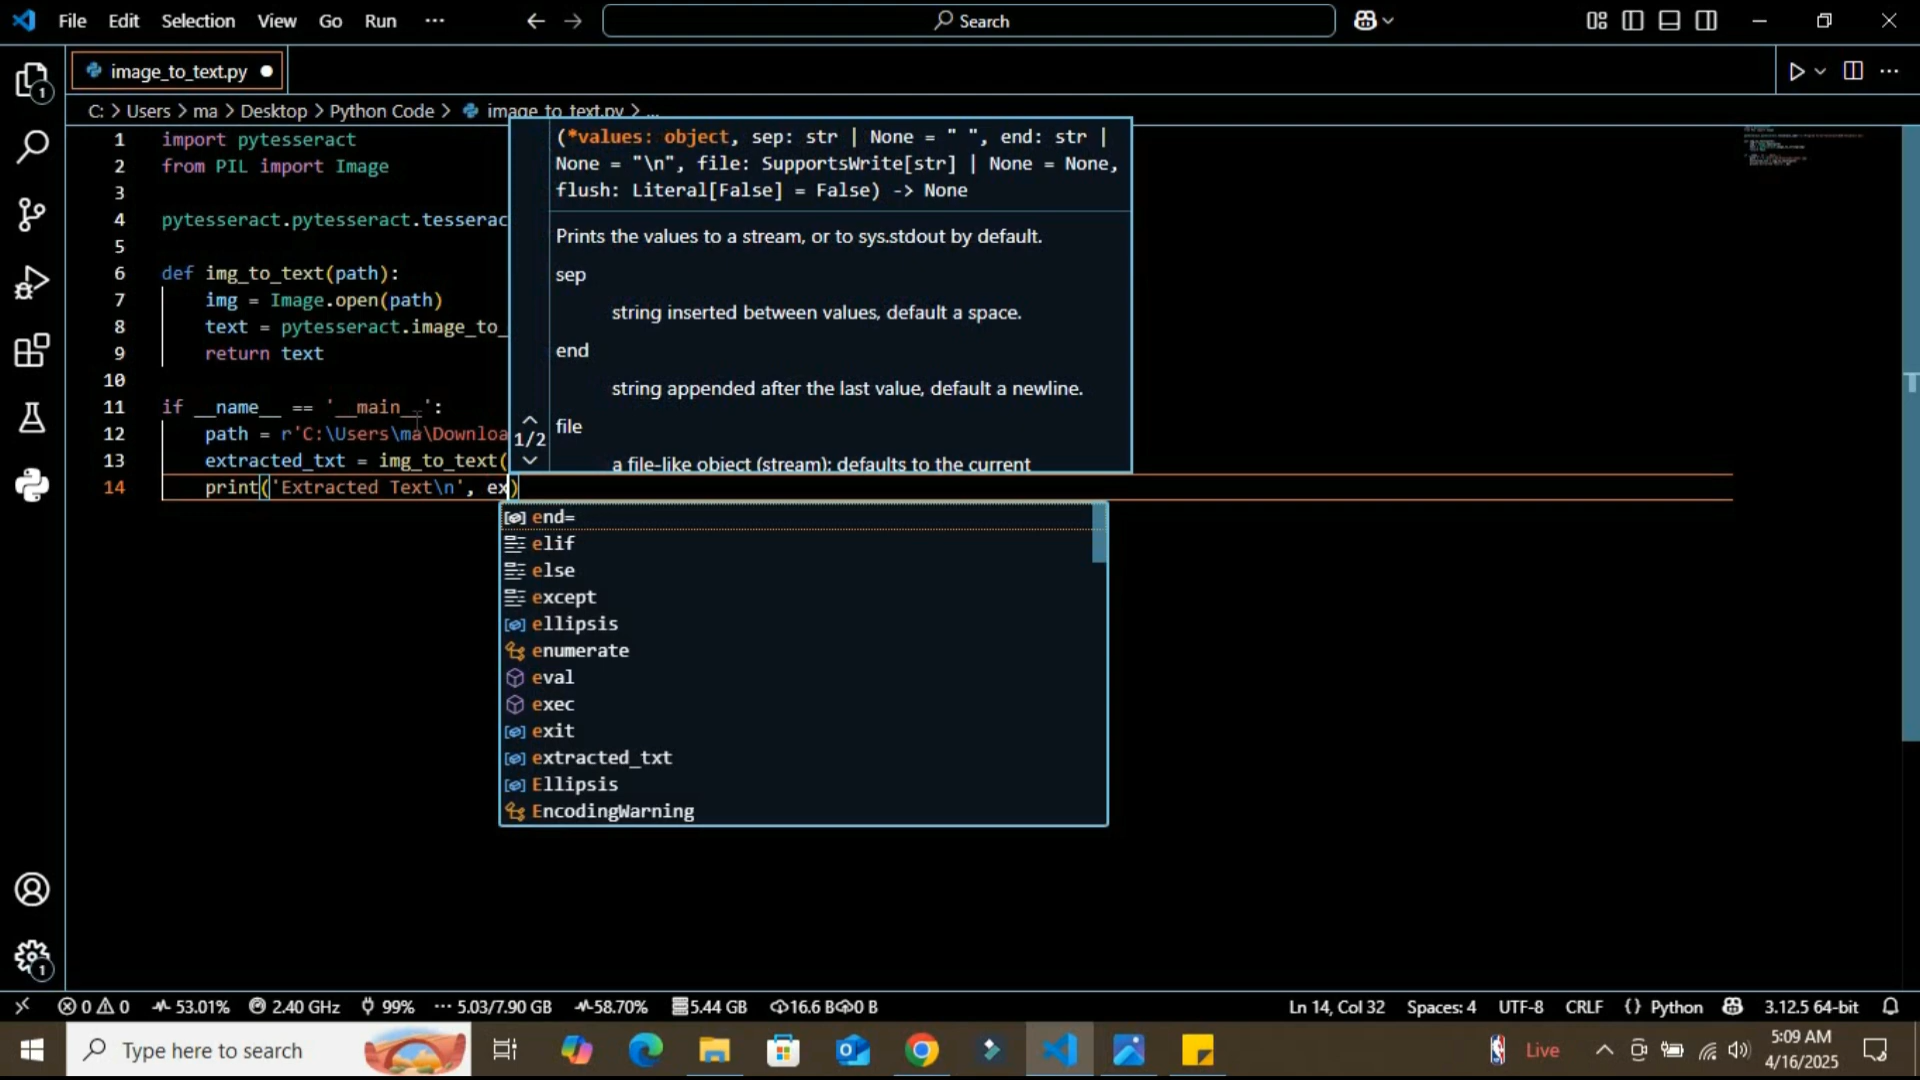 File Edit Selection View Go Run ···
Search
image_to_text.py
1
C: > Users > ma > Desktop > Python Code > image_to_text.py > ...
1 import pytesseract
2 from PIL import Image
3
4 pytesseract.pytesseract.tesserac
5
6 def img_to_text(path):
7 img = Image.open(path)
8 text = pytesseract.image_to_
9 return text
10
11 if __name__ == '__main__':
12 path = r'C:\Users\ma\Downloa
13 extracted_txt = img_to_text(
14 print('Extracted Text\n', ex)
(*values: object, sep: str | None = " ", end: str |
None = "\n", file: SupportsWrite[str] | None = None,
flush: Literal[False] = False) -> None
Prints the values to a stream, or to sys.stdout by default.
sep
string inserted between values, default a space.
end
string appended after the last value, default a newline.
file
1/2
a file-like object (stream); defaults to the current
end=
elif
else
except
ellipsis
enumerate
eval
exec
exit
extracted_txt
Ellipsis
EncodingWarning
1
0 0 53.01% 2.40 GHz 99% ··· 5.03/7.90 GB 58.70% 5.44 GB 16.6 B 0 B Ln 14, Col 32 Spaces: 4 UTF-8 CRLF {} Python 3.12.5 64-bit
Type here to search
Live
5:09 AM
4/16/2025